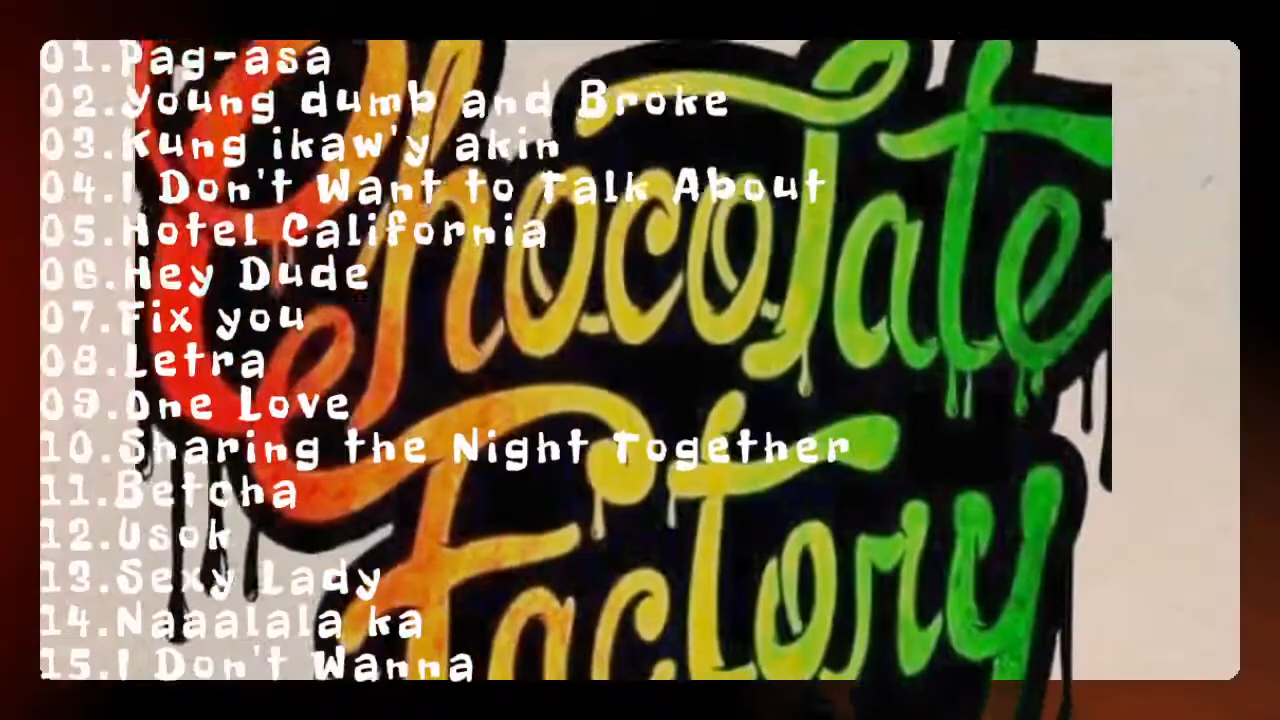 01.Pag-asa
02.Young dumb and Broke
03.Kung ikaw'y akin
04.I Don't Want to Talk About
05.Hotel California
06.Hey Dude
07.Fix you
08.Letra
09.One Love
10.Sharing the Night Together
11.Betcha
12.Usok
13.Sexy Lady
14.Naaalala ka
15.I Don't Wanna
Chocolate
Factory